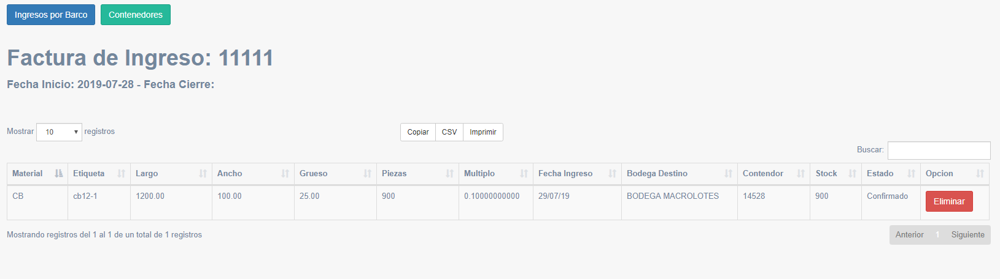 Ingresos por Barco Contenedores
Factura de Ingreso: 11111
Fecha Inicio: 2019-07-28 - Fecha Cierre:
Mostrar 10 registros Copiar CSV Imprimir
Buscar:
Material Etiqueta Largo Ancho Grueso Piezas Multiplo Fecha Ingreso Bodega Destino Contendor Stock Estado Opcion
CB cb12-1 1200.00 100.00 25.00 900 0.10000000000 29/07/19 BODEGA MACROLOTES 14528 900 Confirmado Eliminar
Mostrando registros del 1 al 1 de un total de 1 registros Anterior 1 Siguiente